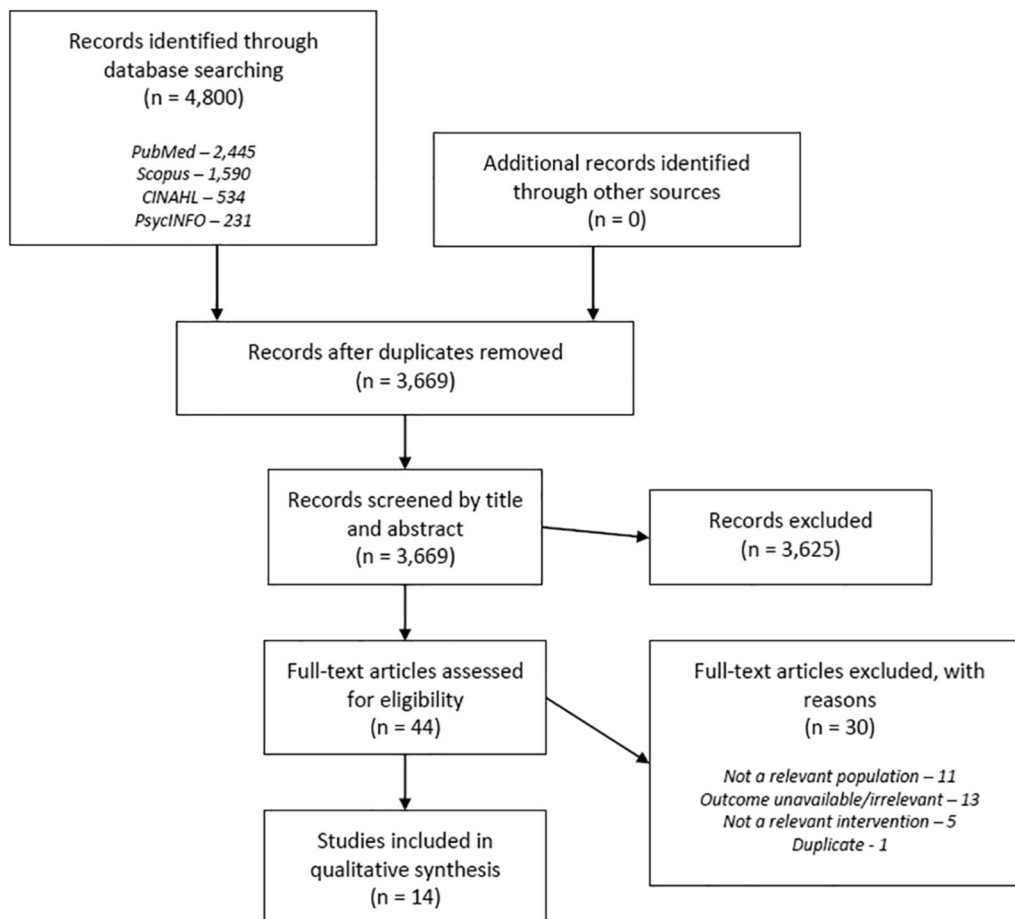 Records identified through
database searching
(n = 4,800)
PubMed – 2,445
Scopus – 1,590
CINAHL – 534
PsycINFO – 231
Additional records identified
through other sources
(n = 0)
Records after duplicates removed
(n = 3,669)
Records screened by title
and abstract
(n = 3,669)
Records excluded
(n = 3,625)
Full-text articles assessed
for eligibility
(n = 44)
Full-text articles excluded, with
reasons
(n = 30)
Not a relevant population – 11
Outcome unavailable/irrelevant – 13
Not a relevant intervention – 5
Duplicate - 1
Studies included in
qualitative synthesis
(n = 14)